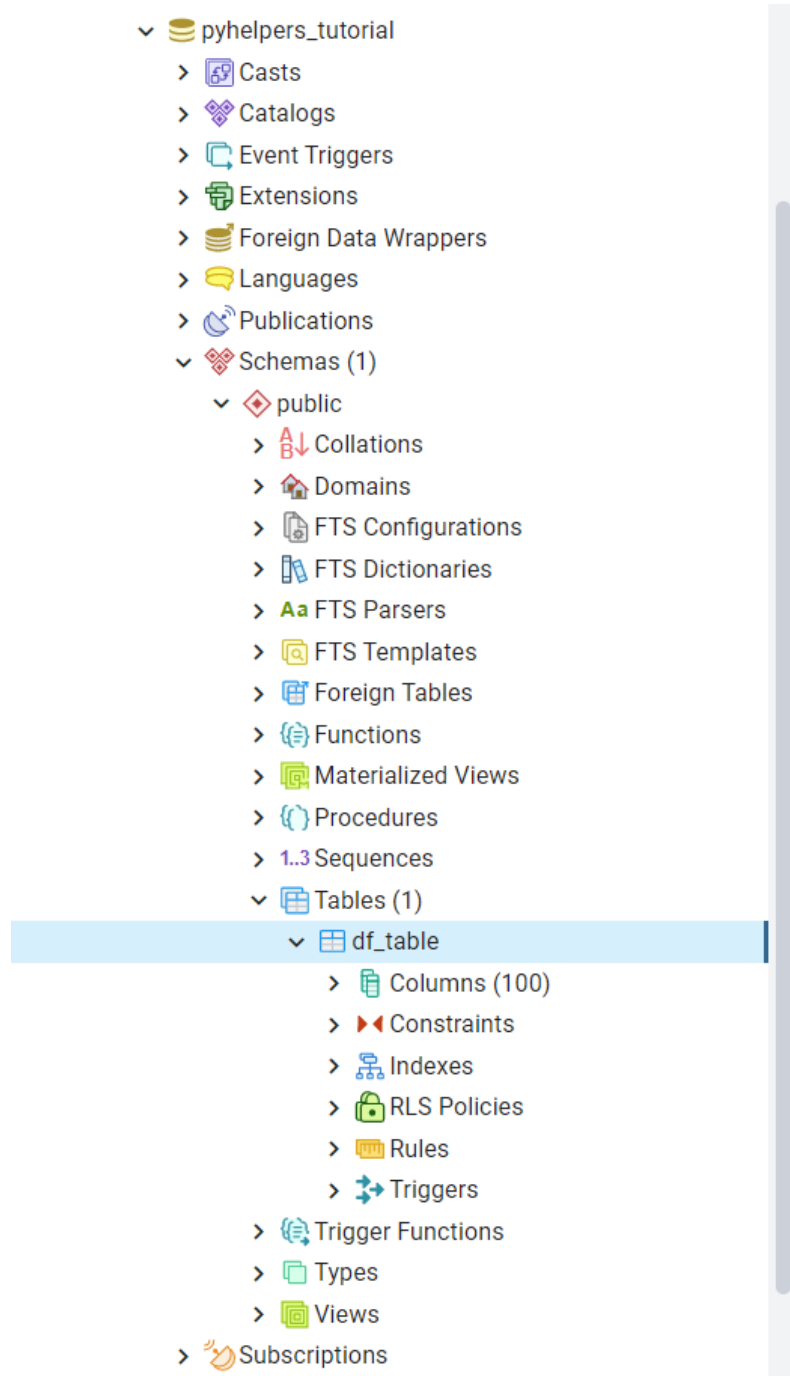 pyhelpers_tutorial
Casts
Catalogs
Event Triggers
Extensions
Foreign Data Wrappers
Languages
Publications
Schemas (1)
public
A
B Collations
Domains
FTS Configurations
FTS Dictionaries
Aa FTS Parsers
FTS Templates
Foreign Tables
Functions
Materialized Views
Procedures
1..3 Sequences
Tables (1)
df_table
Columns (100)
Constraints
Indexes
RLS Policies
Rules
Triggers
Trigger Functions
Types
Views
Subscriptions